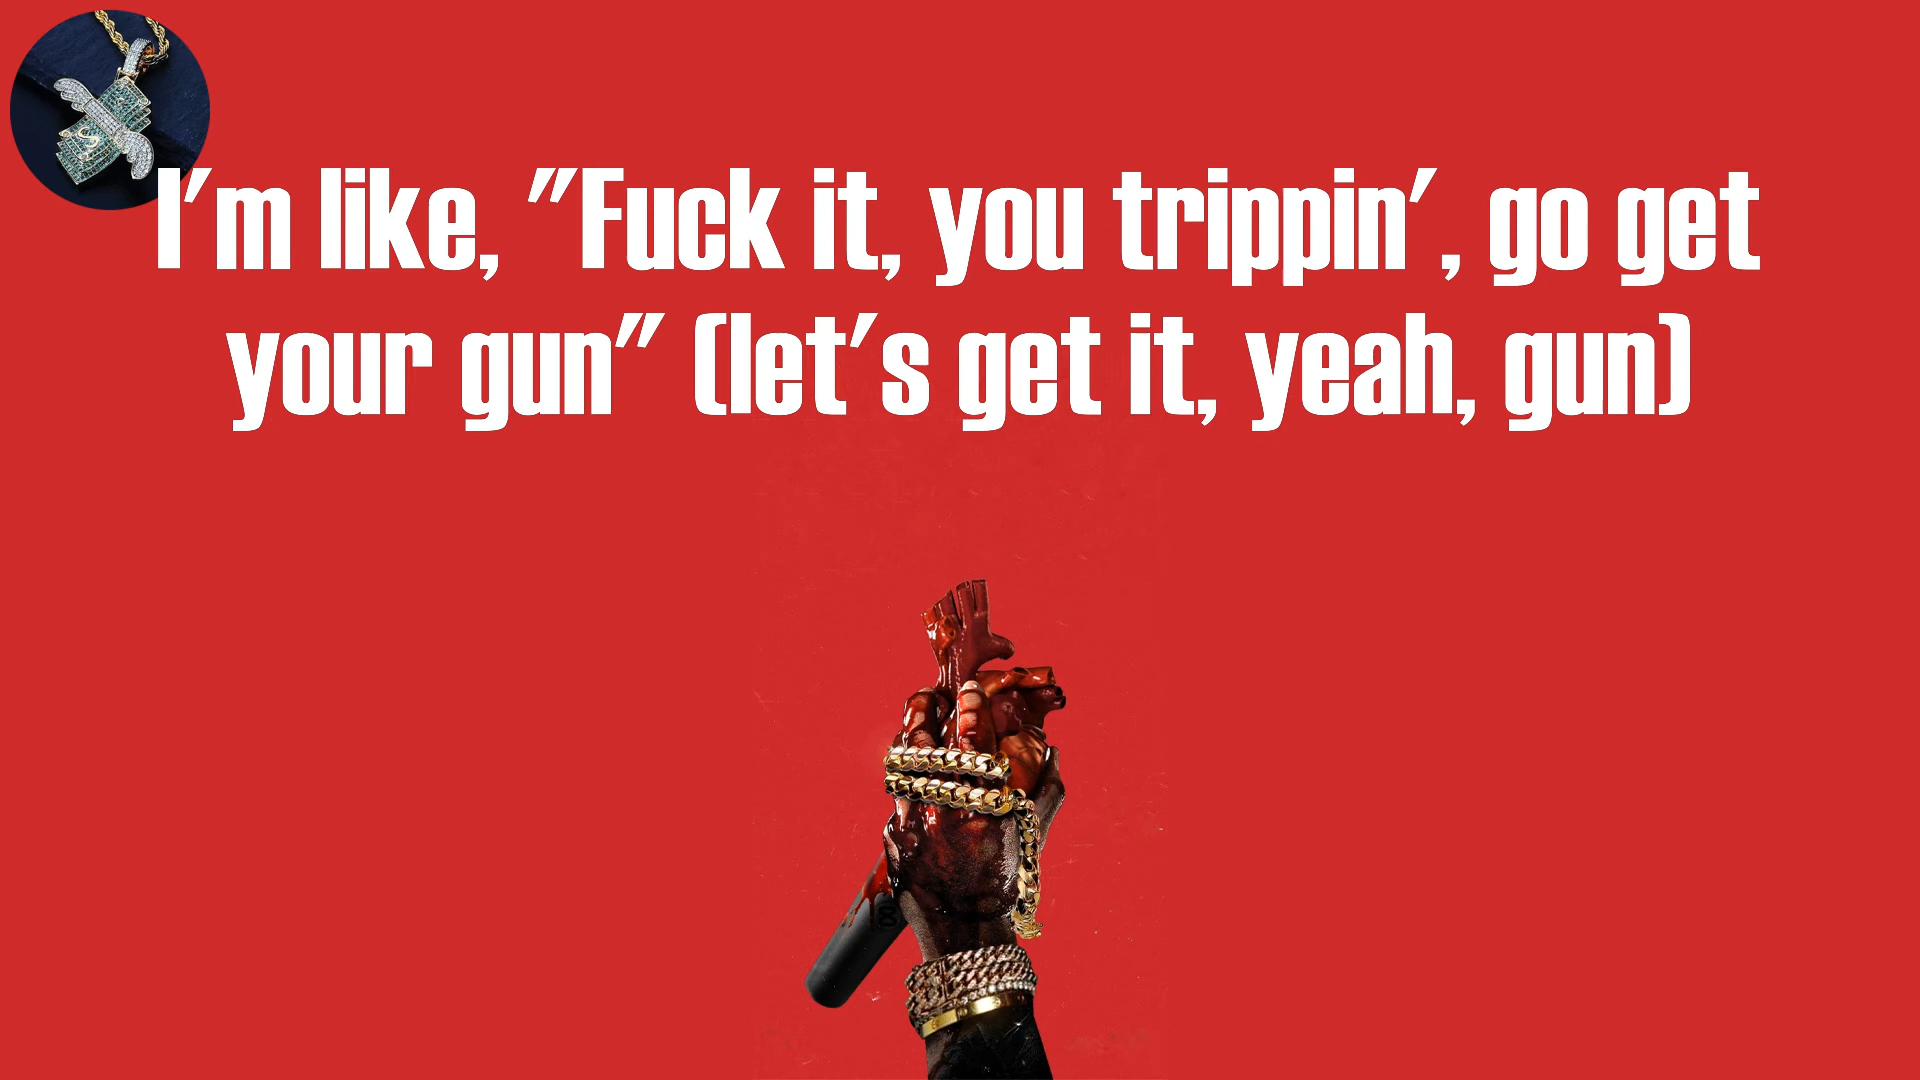 I'm like, "Fuck it, you trippin', go get
your gun" (let's get it, yeah, gun)